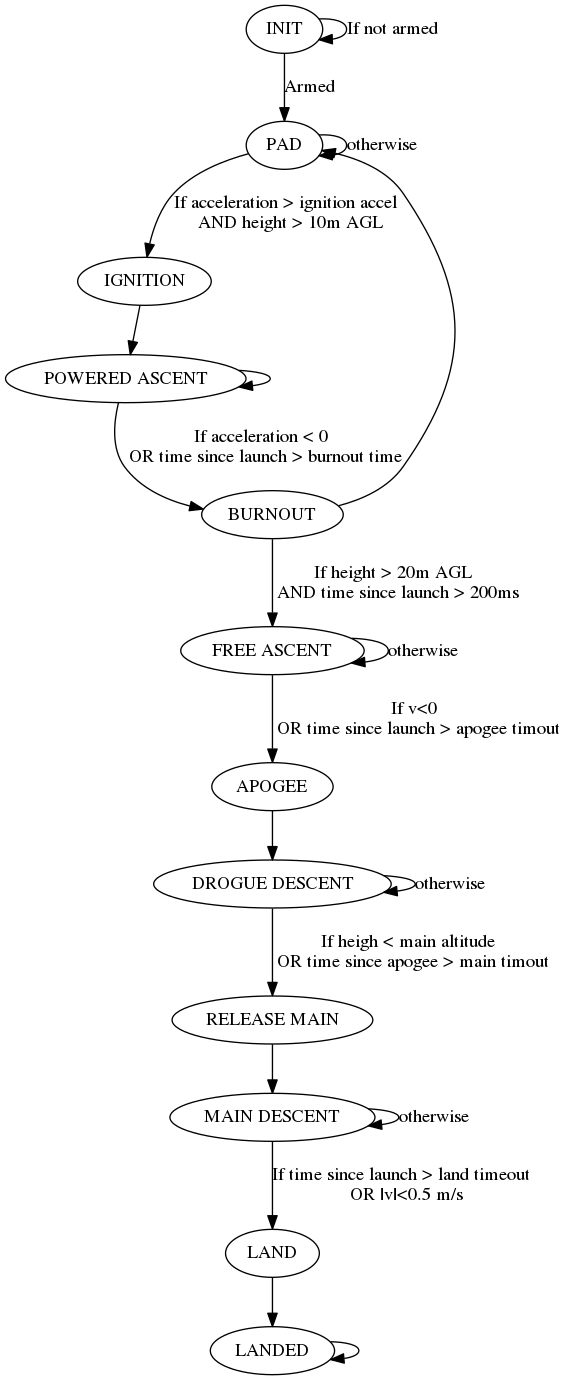 INIT
If not armed
Armed
PAD
otherwise
If acceleration > ignition accel
AND height > 10m AGL
IGNITION
POWERED ASCENT
If acceleration < 0
OR time since launch > burnout time
BURNOUT
If height > 20m AGL
AND time since launch > 200ms
FREE ASCENT
otherwise
If v<0
OR time since launch > apogee timout
APOGEE
DROGUE DESCENT
otherwise
If heigh < main altitude
OR time since apogee > main timout
RELEASE MAIN
MAIN DESCENT
otherwise
If time since launch > land timeout
OR |v|<0.5 m/s
LAND
LANDED